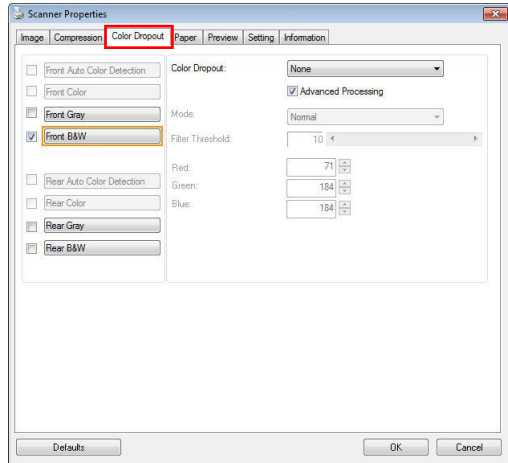 Scanner Properties
Image Compression Color Dropout Paper Preview Setting Information
Front Auto Color Detection
Front Color
Front Gray
Front B&W
Rear Auto Color Detection
Rear Color
Rear Gray
Rear B&W
Color Dropout: None
Advanced Processing
Mode: Normal
Filter Threshold: 10
Red: 71
Green: 184
Blue: 184
Defaults OK Cancel